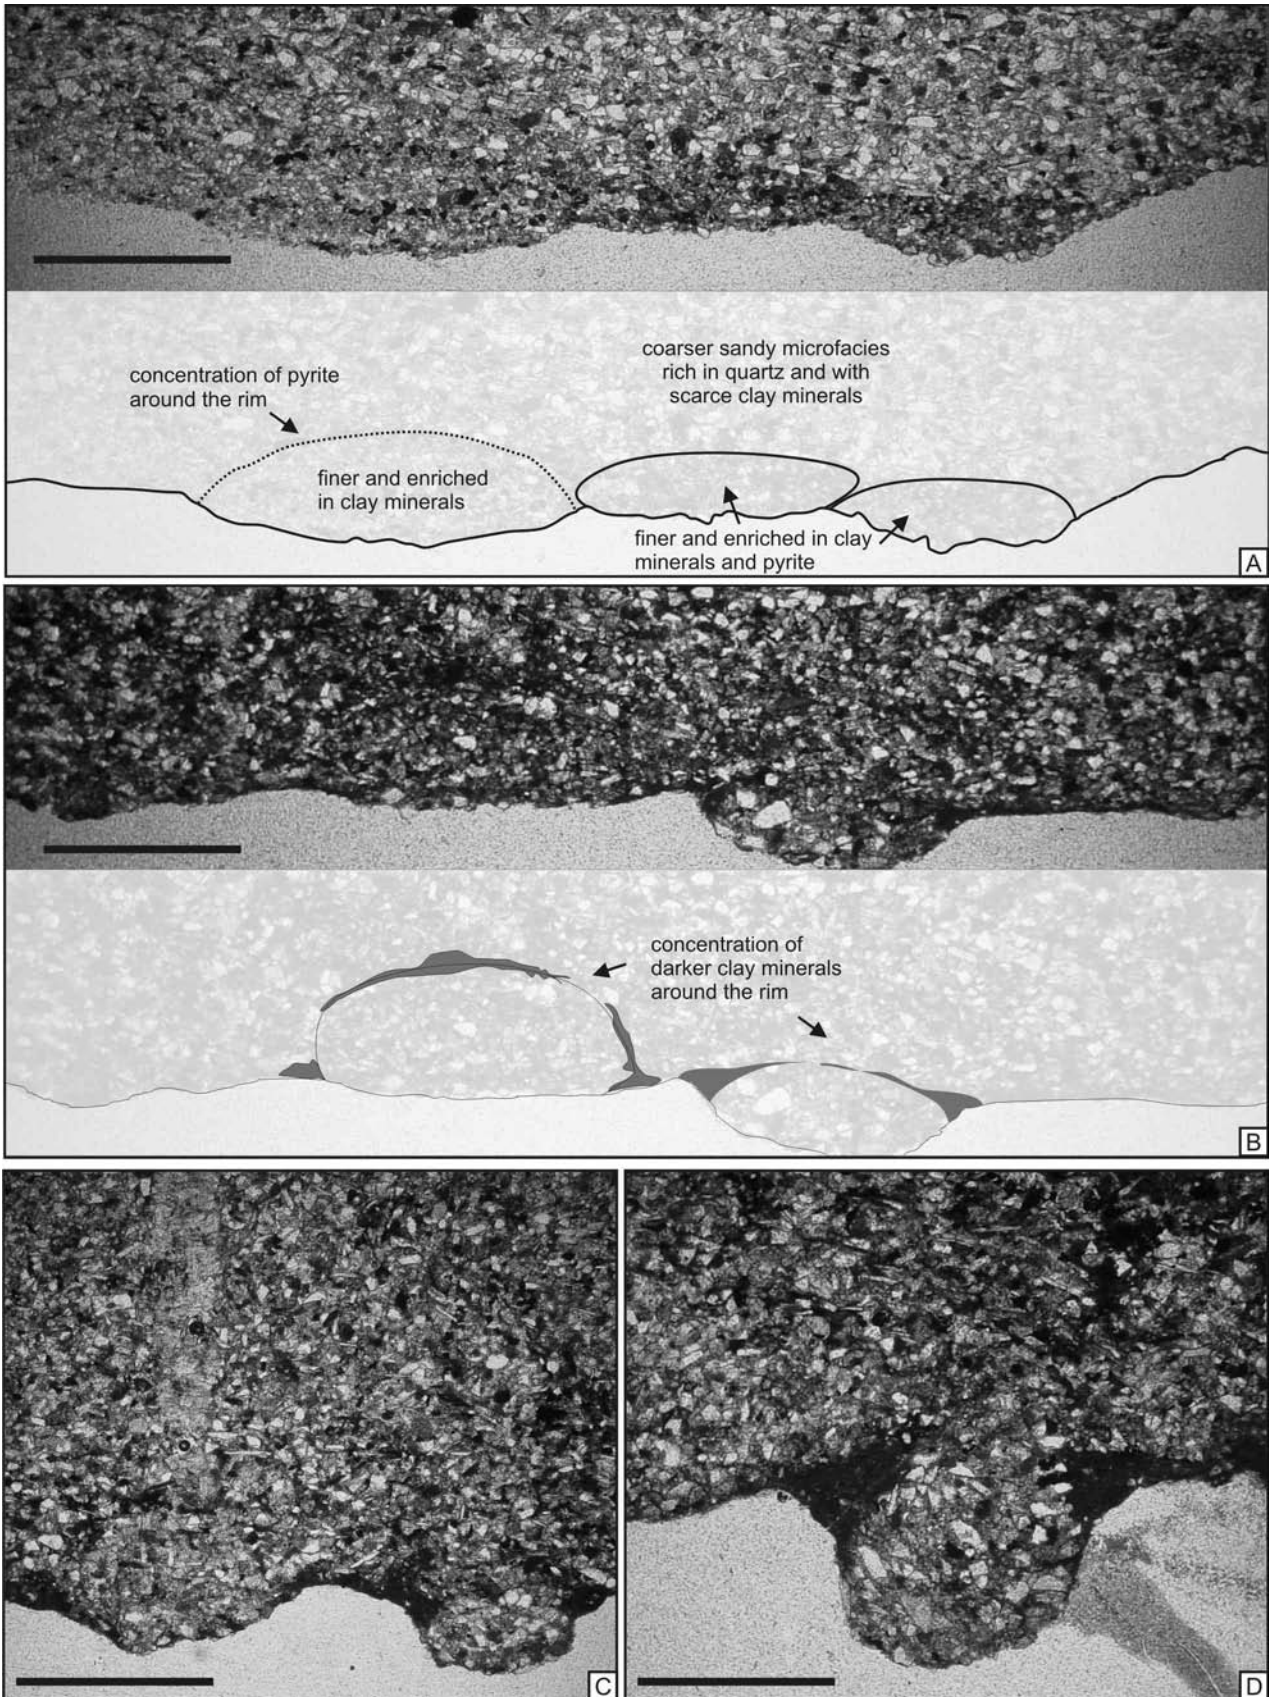 coarser sandy microfacies
rich in quartz and with
scarce clay minerals
concentration of pyrite
around the rim
finer and enriched
in clay minerals
finer and enriched in clay
minerals and pyrite
A
concentration of
darker clay minerals
around the rim
B
C
D